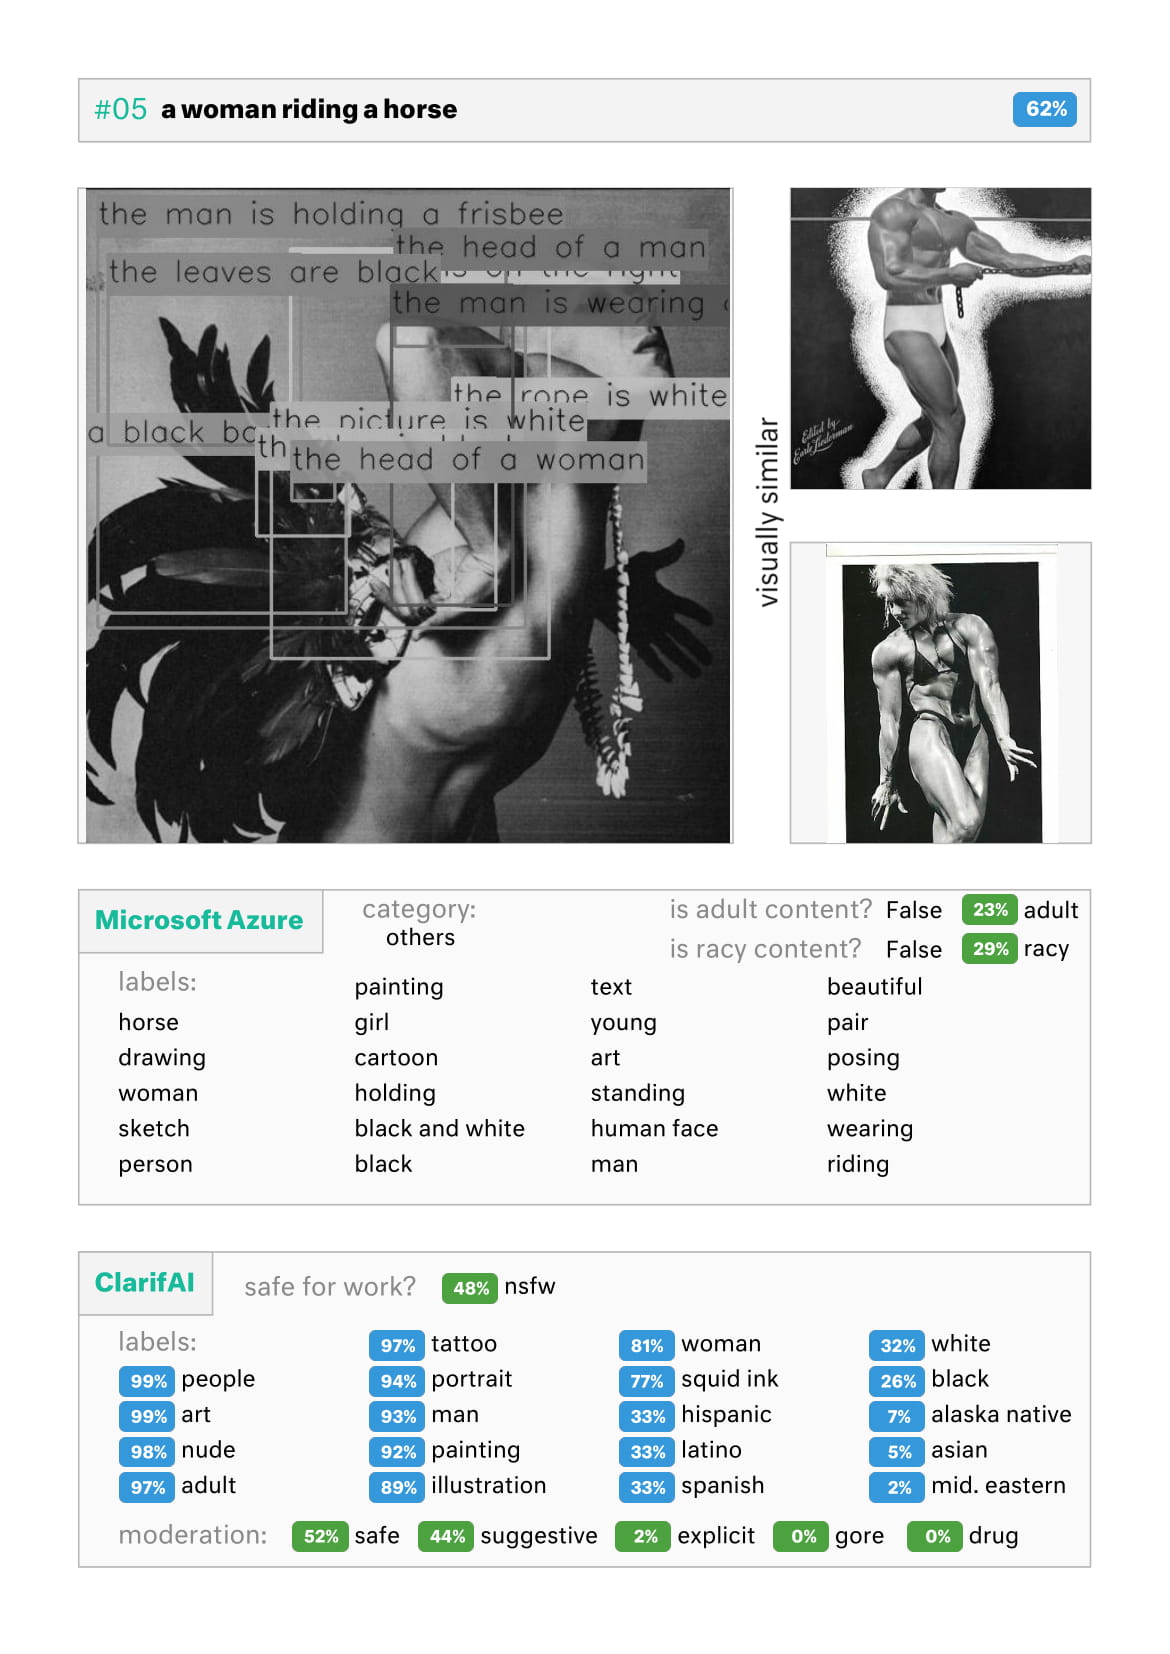 #05 a woman riding a horse 62%
the man is holding a frisbee
the head of a man
the leaves are black
is on the right
the man is wearing
the rope is white
the picture is white
a black
the head of a woman
visually similar
Edited by
Earle Liederman
Microsoft Azure
category:
others
is adult content? False 23% adult
is racy content? False 29% racy
labels:
horse
drawing
woman
sketch
person
painting
girl
cartoon
holding
black and white
black
text
young
art
standing
human face
man
beautiful
pair
posing
white
wearing
riding
ClarifAI
safe for work? 48% nsfw
labels:
99% people
99% art
98% nude
97% adult
97% tattoo
94% portrait
93% man
92% painting
89% illustration
81% woman
77% squid ink
33% hispanic
33% latino
33% spanish
32% white
26% black
7% alaska native
5% asian
2% mid. eastern
moderation: 52% safe 44% suggestive 2% explicit 0% gore 0% drug